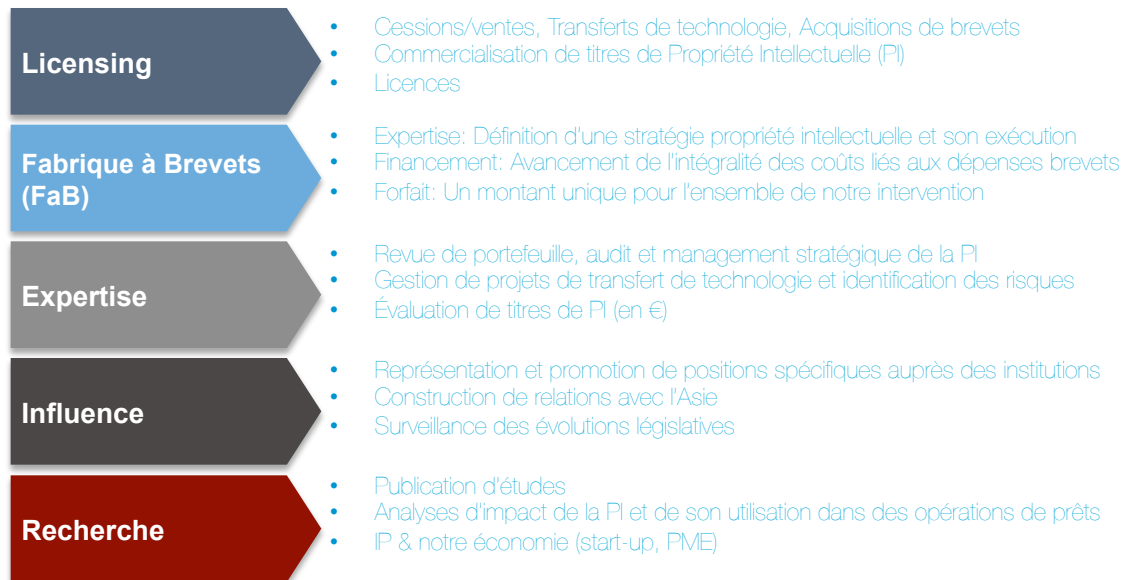 Licensing
• Cessions/ventes, Transferts de technologie, Acquisitions de brevets
• Commercialisation de titres de Propriété Intellectuelle (PI)
• Licences
Fabrique à Brevets
(FaB)
• Expertise: Définition d'une stratégie propriété intellectuelle et son exécution
• Financement: Avancement de l'intégralité des coûts liés aux dépenses brevets
• Forfait: Un montant unique pour l'ensemble de notre intervention
Expertise
• Revue de portefeuille, audit et management stratégique de la PI
• Gestion de projets de transfert de technologie et identification des risques
• Évaluation de titres de PI (en €)
Influence
• Représentation et promotion de positions spécifiques auprès des institutions
• Construction de relations avec l'Asie
• Surveillance des évolutions législatives
Recherche
• Publication d'études
• Analyses d'impact de la PI et de son utilisation dans des opérations de prêts
• IP & notre économie (start-up, PME)